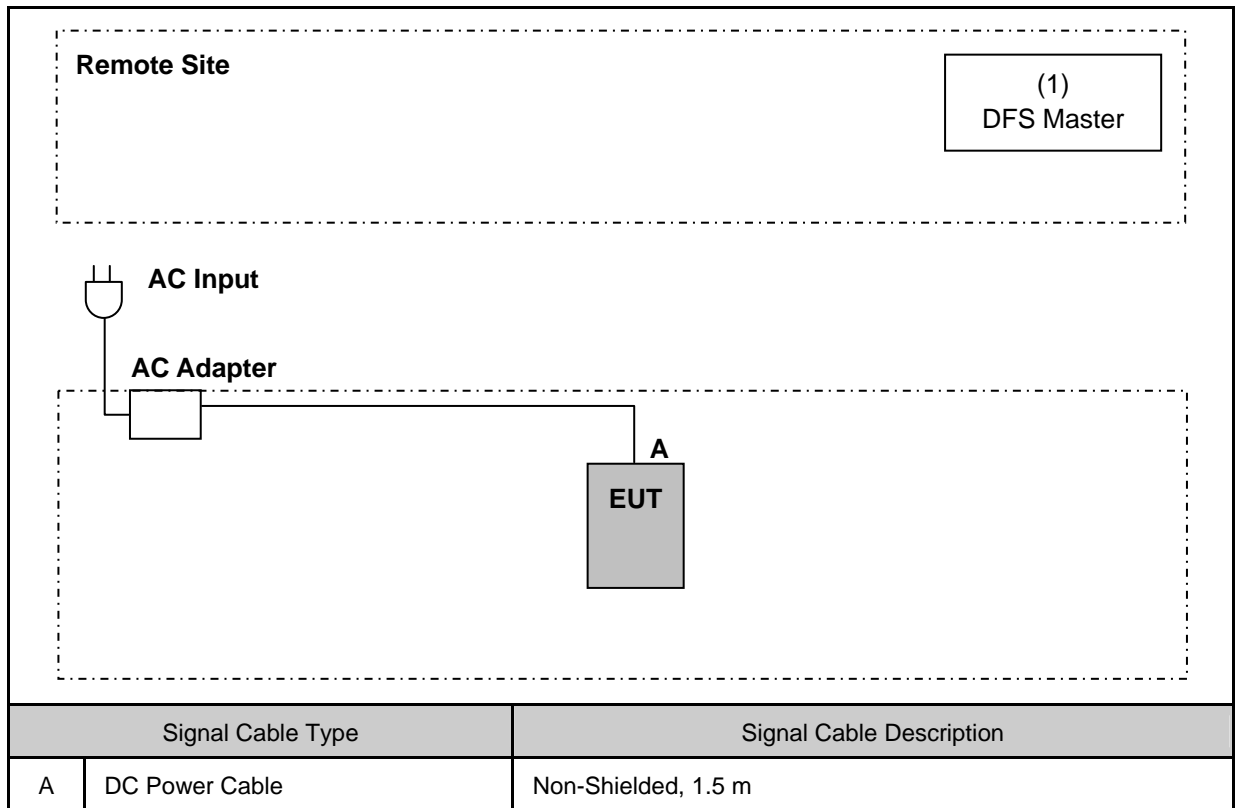 Remote Site
(1)
DFS Master
AC Input
AC Adapter
A
EUT
Signal Cable Type Signal Cable Description
A DC Power Cable Non-Shielded, 1.5 m